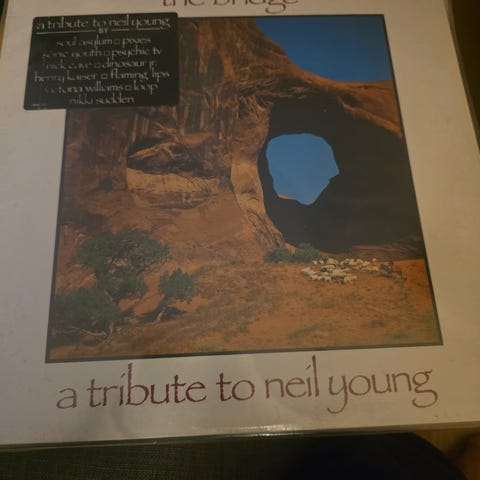 the bridge
a tribute to neil young
BY
soul asylum □ pixies
sonic youth □ psychic tv
nick cave □ dinosaur jr.
henry kaiser □ flaming lips
victoria williams □ loop
nikki sudden
a tribute to neil young